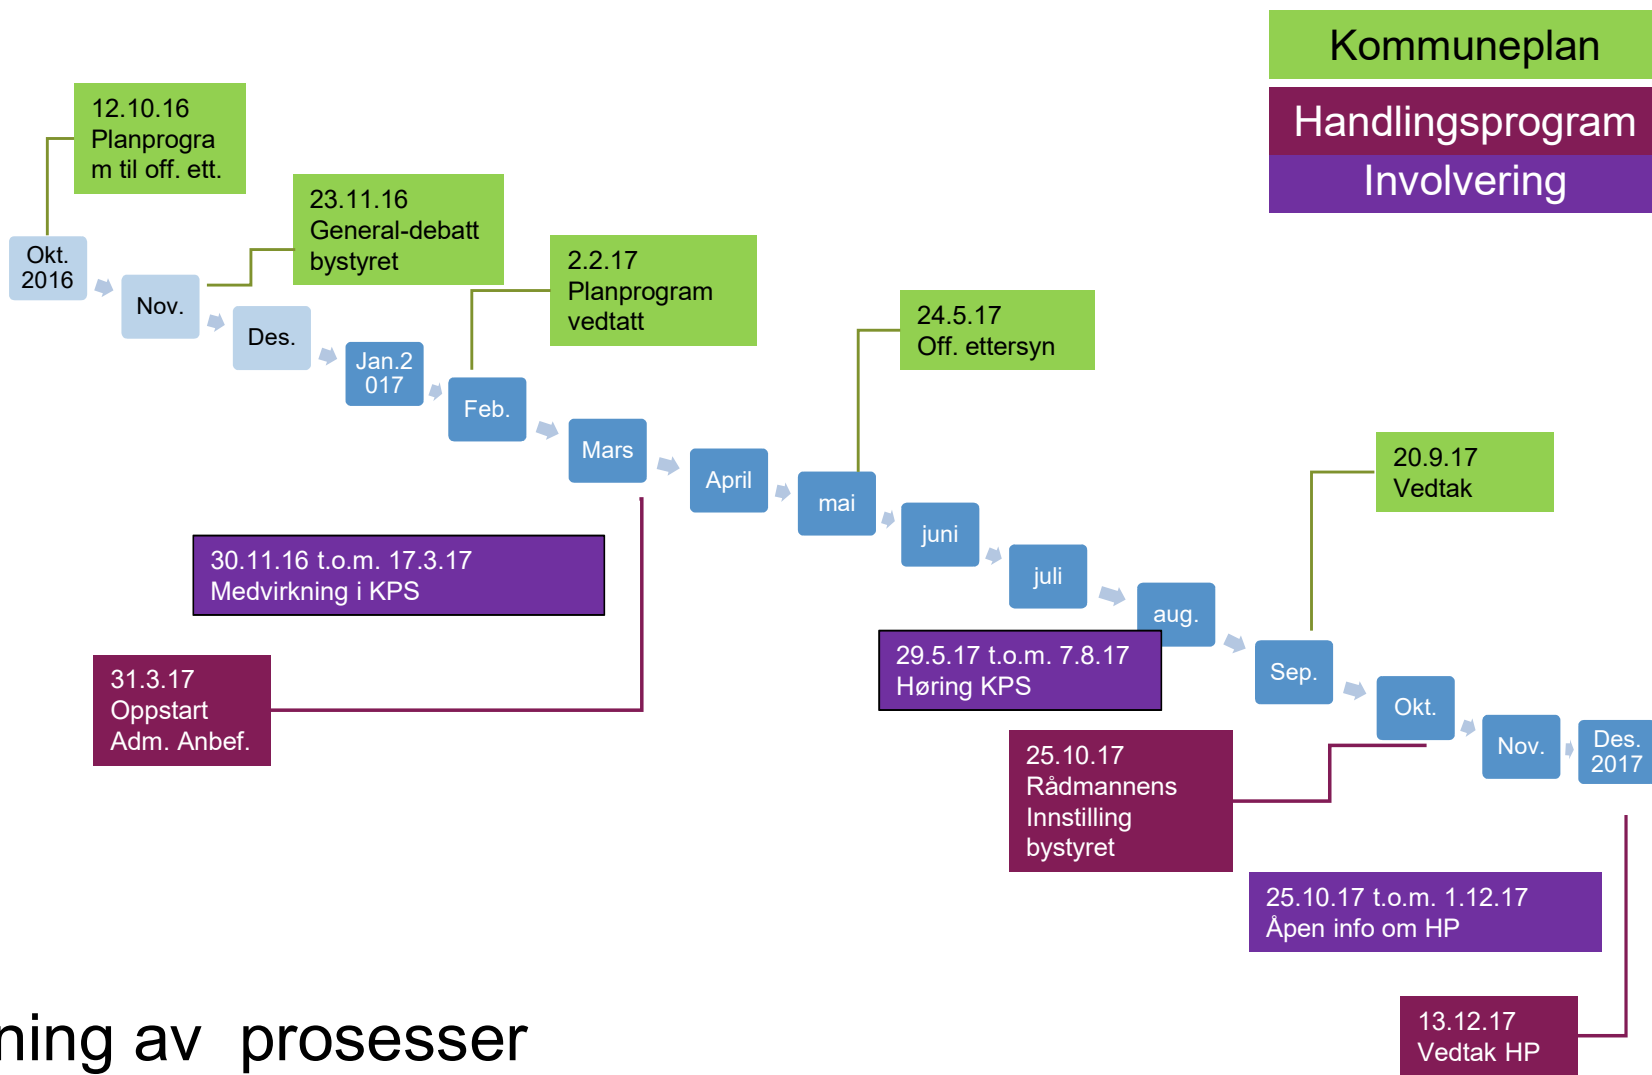 Kommuneplan
Handlingsprogram
Involvering
12.10.16
Planprogra
m til off. ett.
23.11.16
General-debatt
bystyret
2.2.17
Planprogram
vedtatt
24.5.17
Off. ettersyn
20.9.17
Vedtak
Okt.
2016
Nov.
Des.
Jan.2
017
Feb.
Mars
April
mai
juni
juli
aug.
Sep.
Okt.
Nov.
Des.
2017
30.11.16 t.o.m. 17.3.17
Medvirkning i KPS
31.3.17
Oppstart
Adm. Anbef.
29.5.17 t.o.m. 7.8.17
Høring KPS
25.10.17
Rådmannens
Innstilling
bystyret
25.10.17 t.o.m. 1.12.17
Åpen info om HP
13.12.17
Vedtak HP
ning av prosesser